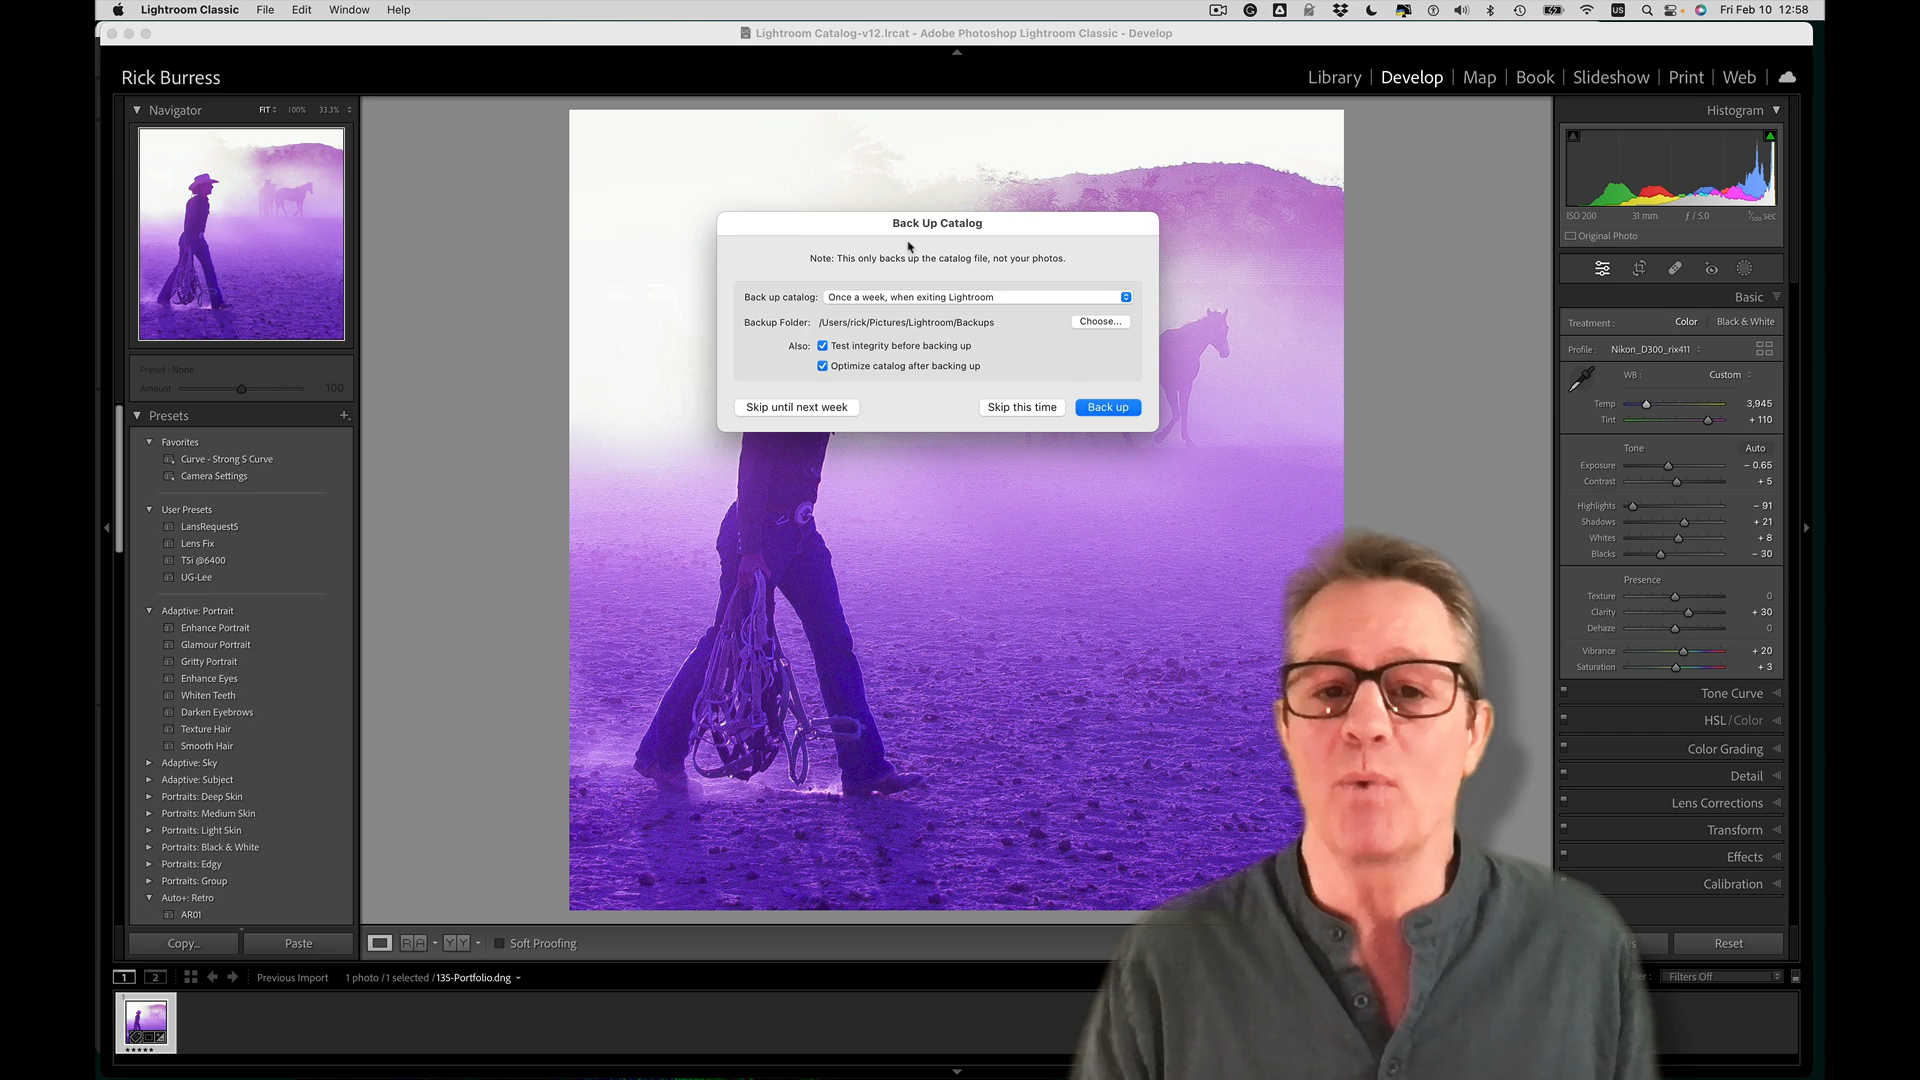 Lightroom Classic File Edit Window Help
US Fri Feb 10 12:58
Lightroom Catalog-v12.lrcat - Adobe Photoshop Lightroom Classic - Develop
Rick Burress
Library | Develop | Map | Book | Slideshow | Print | Web |
Navigator FIT 100% 33.3%
Histogram
ISO 200 31 mm ƒ / 5.0 1/500 sec
Original Photo
Back Up Catalog
Note: This only backs up the catalog file, not your photos.
Back up catalog: Once a week, when exiting Lightroom
Backup Folder: /Users/rick/Pictures/Lightroom/Backups Choose...
Also: Test integrity before backing up
Optimize catalog after backing up
Skip until next week Skip this time Back up
Preset : None
Amount 100
Presets +
Favorites
Curve - Strong S Curve
Camera Settings
User Presets
LansRequestS
Lens Fix
T5i @6400
UG-Lee
Adaptive: Portrait
Enhance Portrait
Glamour Portrait
Gritty Portrait
Enhance Eyes
Whiten Teeth
Darken Eyebrows
Texture Hair
Smooth Hair
Adaptive: Sky
Adaptive: Subject
Portraits: Deep Skin
Portraits: Medium Skin
Portraits: Light Skin
Portraits: Black & White
Portraits: Edgy
Portraits: Group
Auto+: Retro
AR01
Copy... Paste
Basic
Treatment : Color Black & White
Profile : Nikon_D300_rix411
WB : Custom
Temp 3,945
Tint + 110
Tone Auto
Exposure − 0.65
Contrast + 5
Highlights − 91
Shadows + 21
Whites + 8
Blacks − 30
Presence
Texture 0
Clarity + 30
Dehaze 0
Vibrance + 20
Saturation + 3
Tone Curve
HSL / Color
Color Grading
Detail
Lens Corrections
Transform
Effects
Calibration
R A Y Y Soft Proofing
Reset
1 2 Previous Import 1 photo / 1 selected / 135-Portfolio.dng
Filters Off